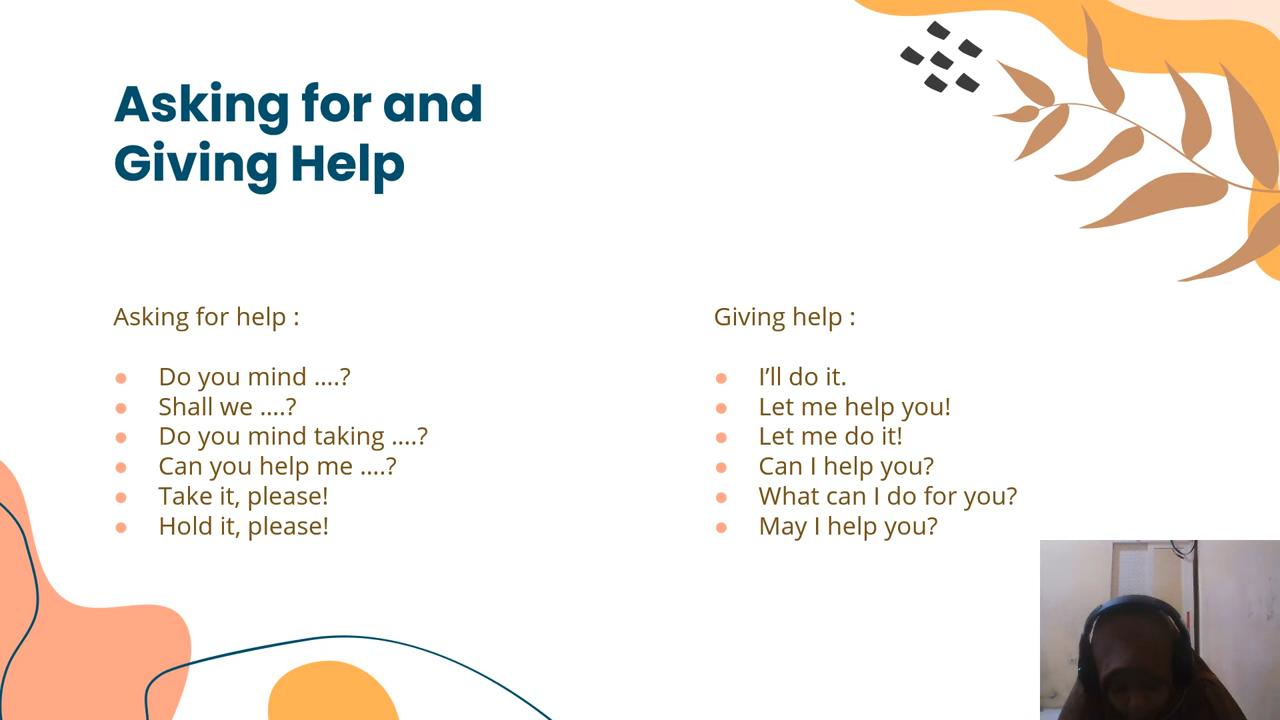 Asking for and
Giving Help
Asking for help :
● Do you mind ....?
● Shall we ....?
● Do you mind taking ....?
● Can you help me ....?
● Take it, please!
● Hold it, please!
Giving help :
● I’ll do it.
● Let me help you!
● Let me do it!
● Can I help you?
● What can I do for you?
● May I help you?